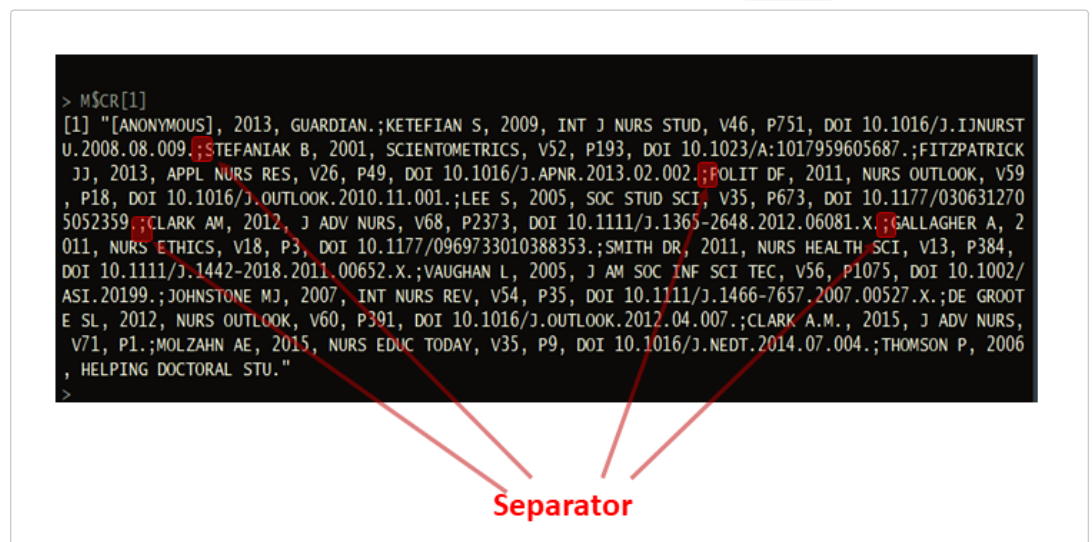 > M$CR[1]
[1] "[ANONYMOUS], 2013, GUARDIAN.;KETEFIAN S, 2009, INT J NURS STUD, V46, P751, DOI 10.1016/J.IJNURST
U.2008.08.009.;STEFANIAK B, 2001, SCIENTOMETRICS, V52, P193, DOI 10.1023/A:1017959605687.;FITZPATRICK
JJ, 2013, APPL NURS RES, V26, P49, DOI 10.1016/J.APNR.2013.02.002.;POLIT DF, 2011, NURS OUTLOOK, V59
, P18, DOI 10.1016/J.OUTLOOK.2010.11.001.;LEE S, 2005, SOC STUD SCI, V35, P673, DOI 10.1177/030631270
5052359.;CLARK AM, 2012, J ADV NURS, V68, P2373, DOI 10.1111/J.1365-2648.2012.06081.X.;GALLAGHER A, 2
011, NURS ETHICS, V18, P3, DOI 10.1177/0969733010388353.;SMITH DR, 2011, NURS HEALTH SCI, V13, P384,
DOI 10.1111/J.1442-2018.2011.00652.X.;VAUGHAN L, 2005, J AM SOC INF SCI TEC, V56, P1075, DOI 10.1002/
ASI.20199.;JOHNSTONE MJ, 2007, INT NURS REV, V54, P35, DOI 10.1111/J.1466-7657.2007.00527.X.;DE GROOT
E SL, 2012, NURS OUTLOOK, V60, P391, DOI 10.1016/J.OUTLOOK.2012.04.007.;CLARK A.M., 2015, J ADV NURS,
V71, P1.;MOLZAHN AE, 2015, NURS EDUC TODAY, V35, P9, DOI 10.1016/J.NEDT.2014.07.004.;THOMSON P, 2006
, HELPING DOCTORAL STU."
>
Separator